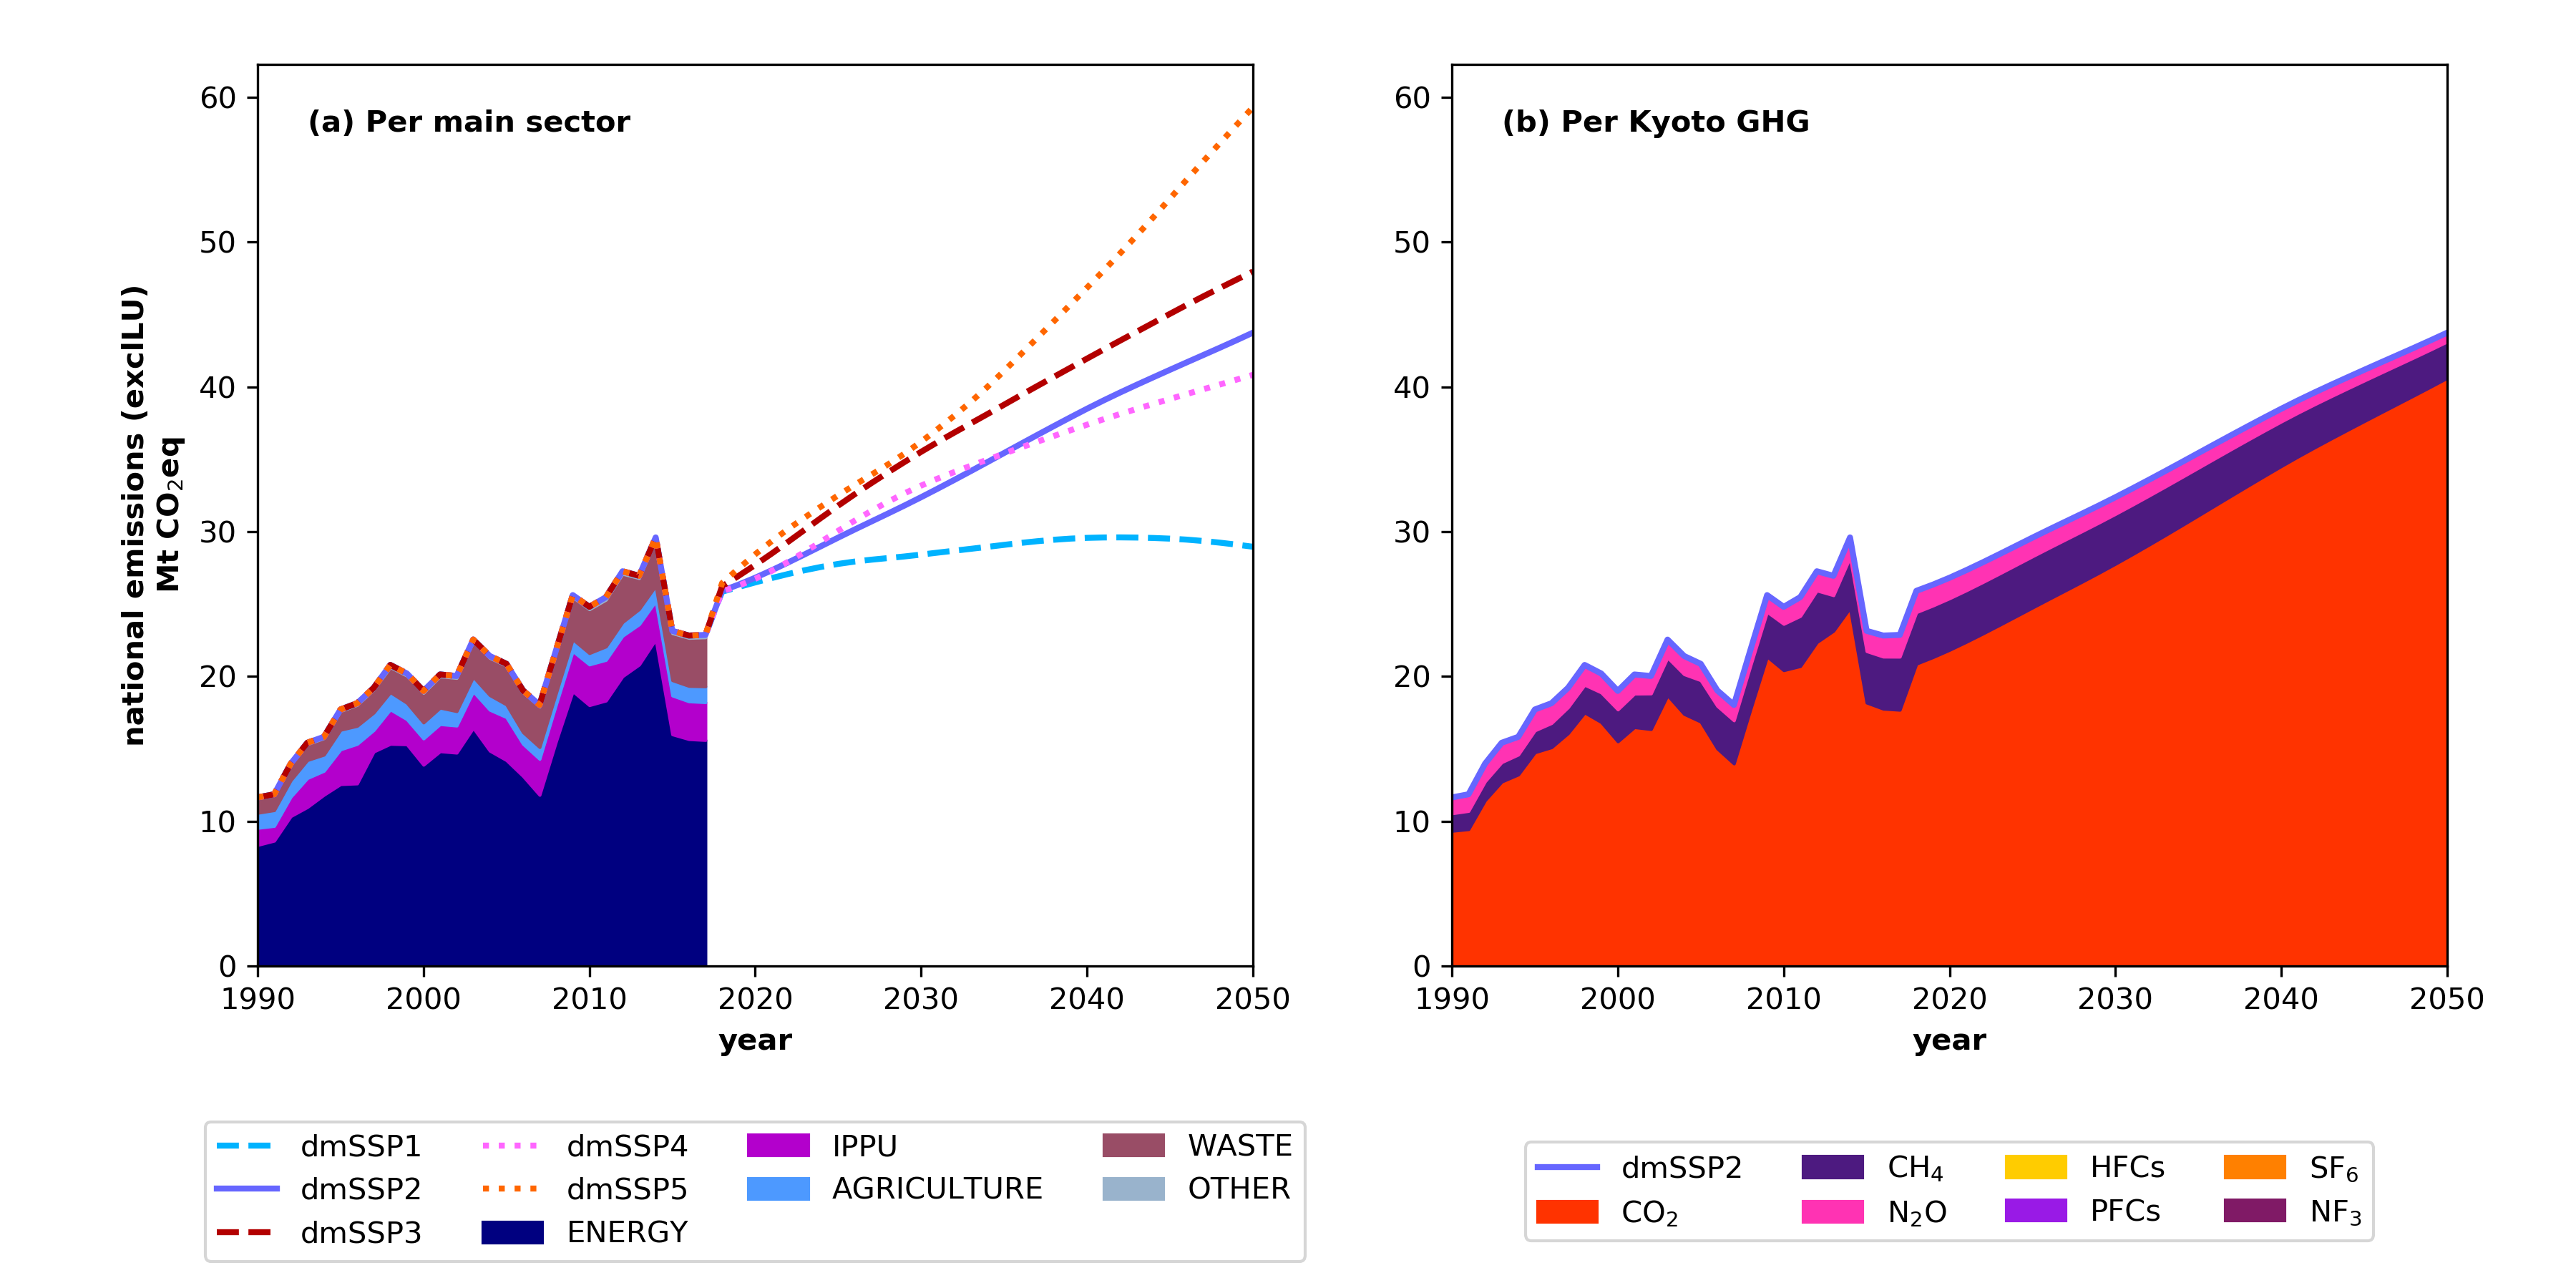 (a) Per main sector
national emissions (exclLU)
Mt CO₂eq
60
50
40
30
20
10
0
1990 2000 2010 2020 2030 2040 2050
year
dmSSP1 dmSSP4 IPPU WASTE
dmSSP2 dmSSP5 AGRICULTURE OTHER
dmSSP3 ENERGY
(b) Per Kyoto GHG
60
50
40
30
20
10
0
1990 2000 2010 2020 2030 2040 2050
year
dmSSP2 CH₄ HFCs SF₆
CO₂ N₂O PFCs NF₃